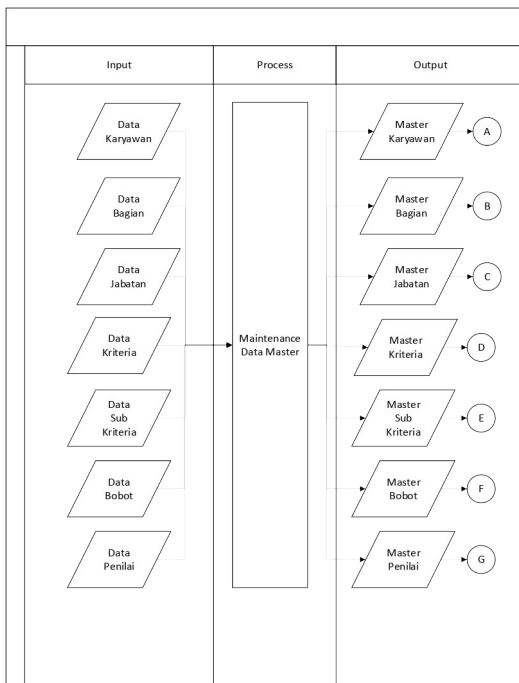 Input
Process
Output
Data
Karyawan
Master
Karyawan
A
Data
Bagian
Master
Bagian
B
Data
Jabatan
Master
Jabatan
C
Data
Kriteria
Maintenance
Data Master
Master
Kriteria
D
Data
Sub
Kriteria
Master
Sub
Kriteria
E
Data
Bobot
Master
Bobot
F
Data
Penilai
Master
Penilai
G